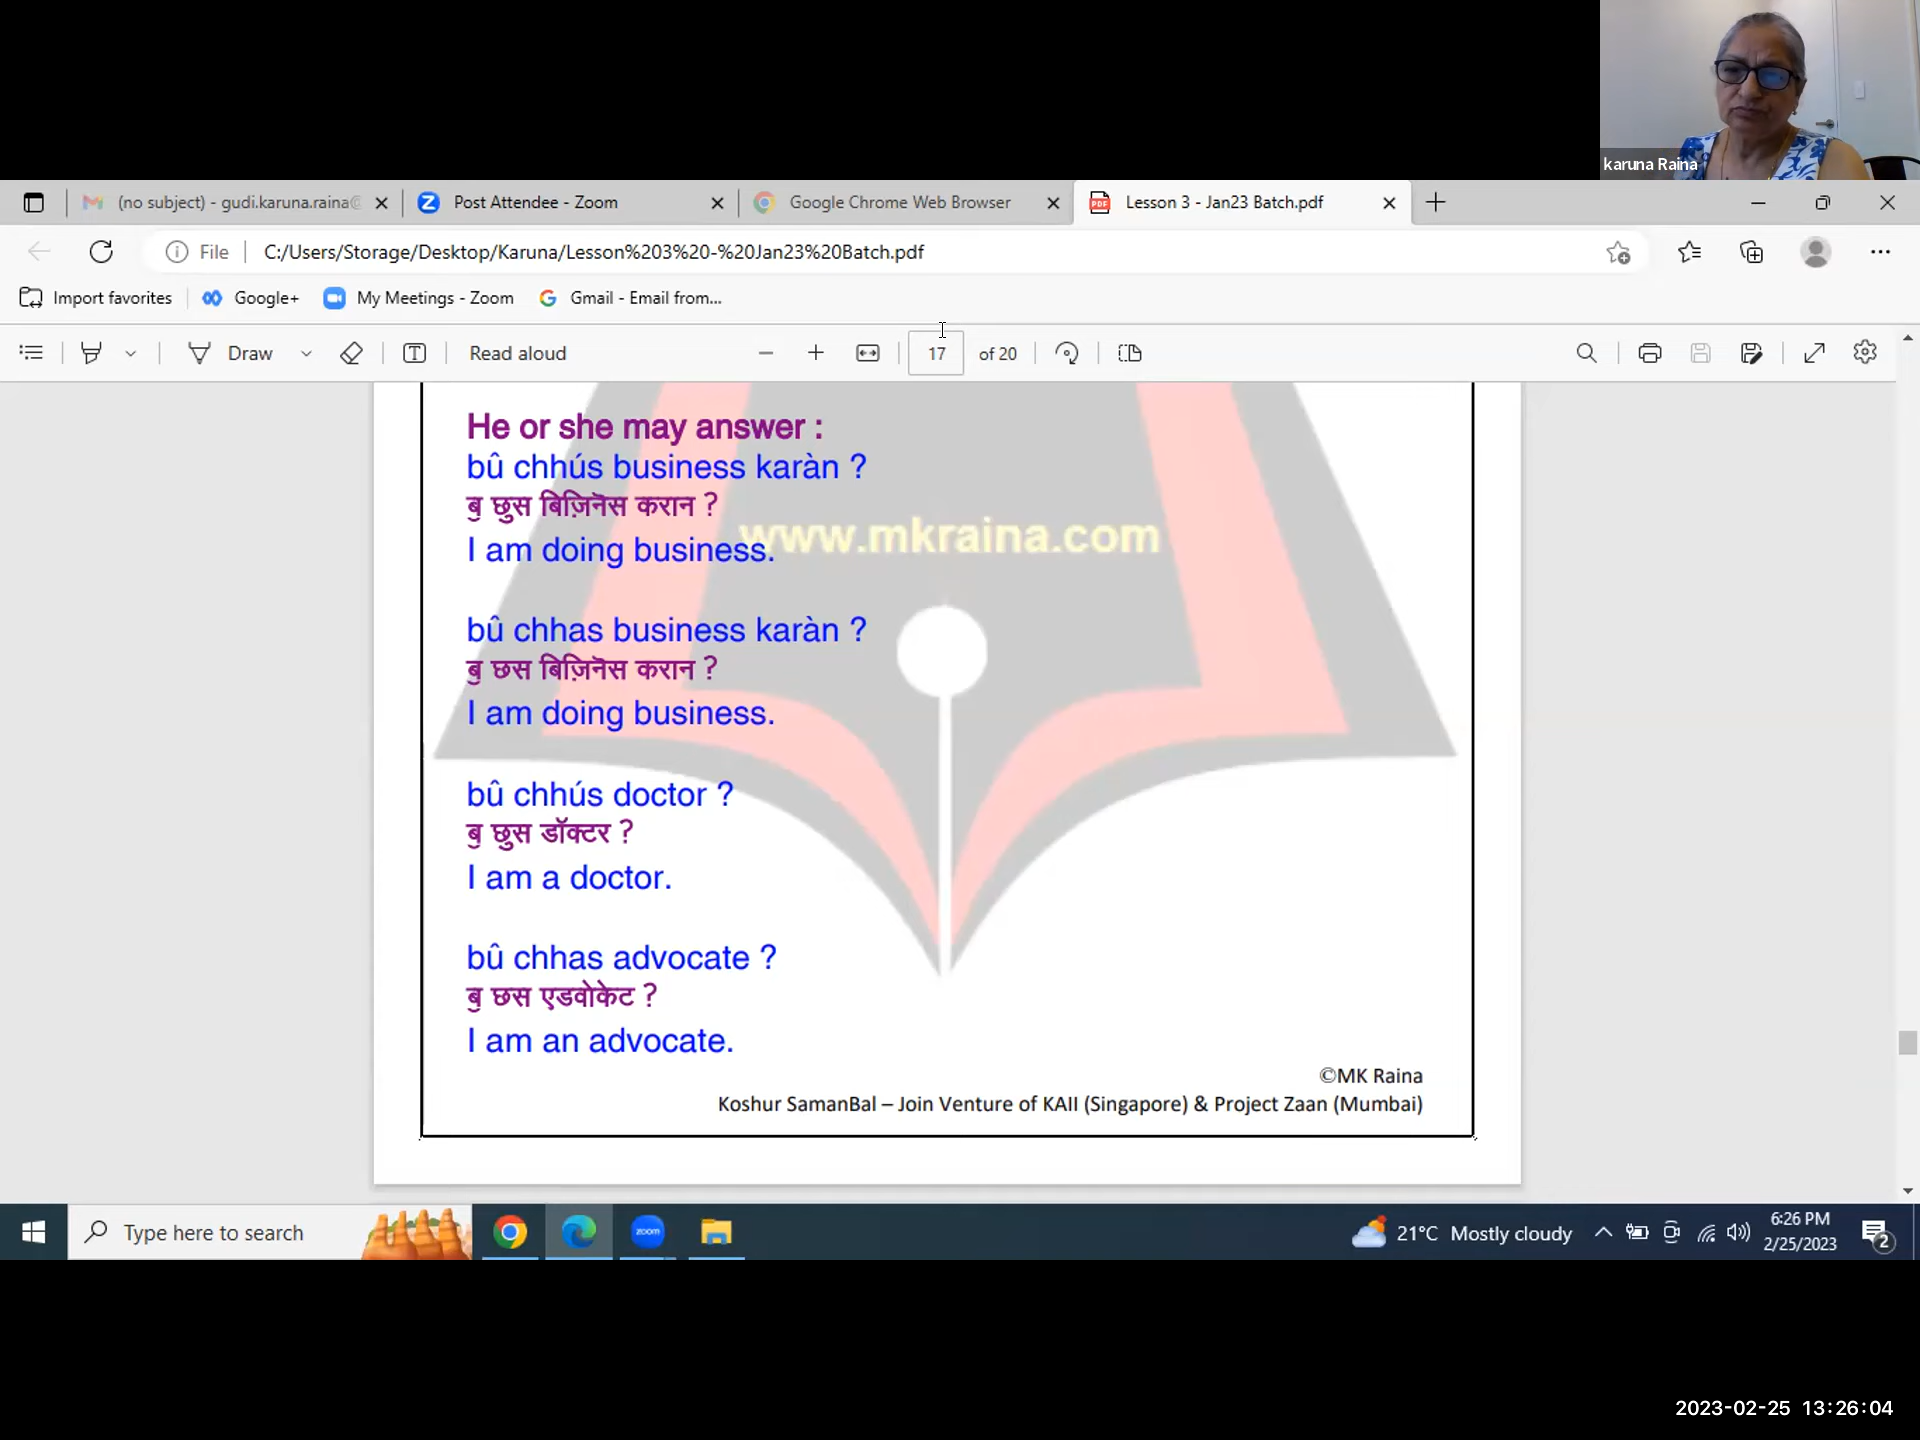 karuna Raina
(no subject) - gudi.karuna.raina@
Post Attendee - Zoom
Google Chrome Web Browser
Lesson 3 - Jan23 Batch.pdf
File
C:/Users/Storage/Desktop/Karuna/Lesson%203%20-%20Jan23%20Batch.pdf
Import favorites
Google+
My Meetings - Zoom
Gmail - Email from...
Draw
Read aloud
17 of 20
He or she may answer :
bû chhús business karàn ?
बॖ छुस बिज़िनॆस करान ?
I am doing business.
www.mkraina.com
bû chhas business karàn ?
बॖ छस बिज़िनॆस करान ?
I am doing business.
bû chhús doctor ?
बॖ छुस डॉक्टर ?
I am a doctor.
bû chhas advocate ?
बॖ छस एडवोकेट ?
I am an advocate.
©MK Raina
Koshur SamanBal – Join Venture of KAII (Singapore) & Project Zaan (Mumbai)
Type here to search
zoom
21°C Mostly cloudy
6:26 PM
2/25/2023
2
2023-02-25 13:26:04